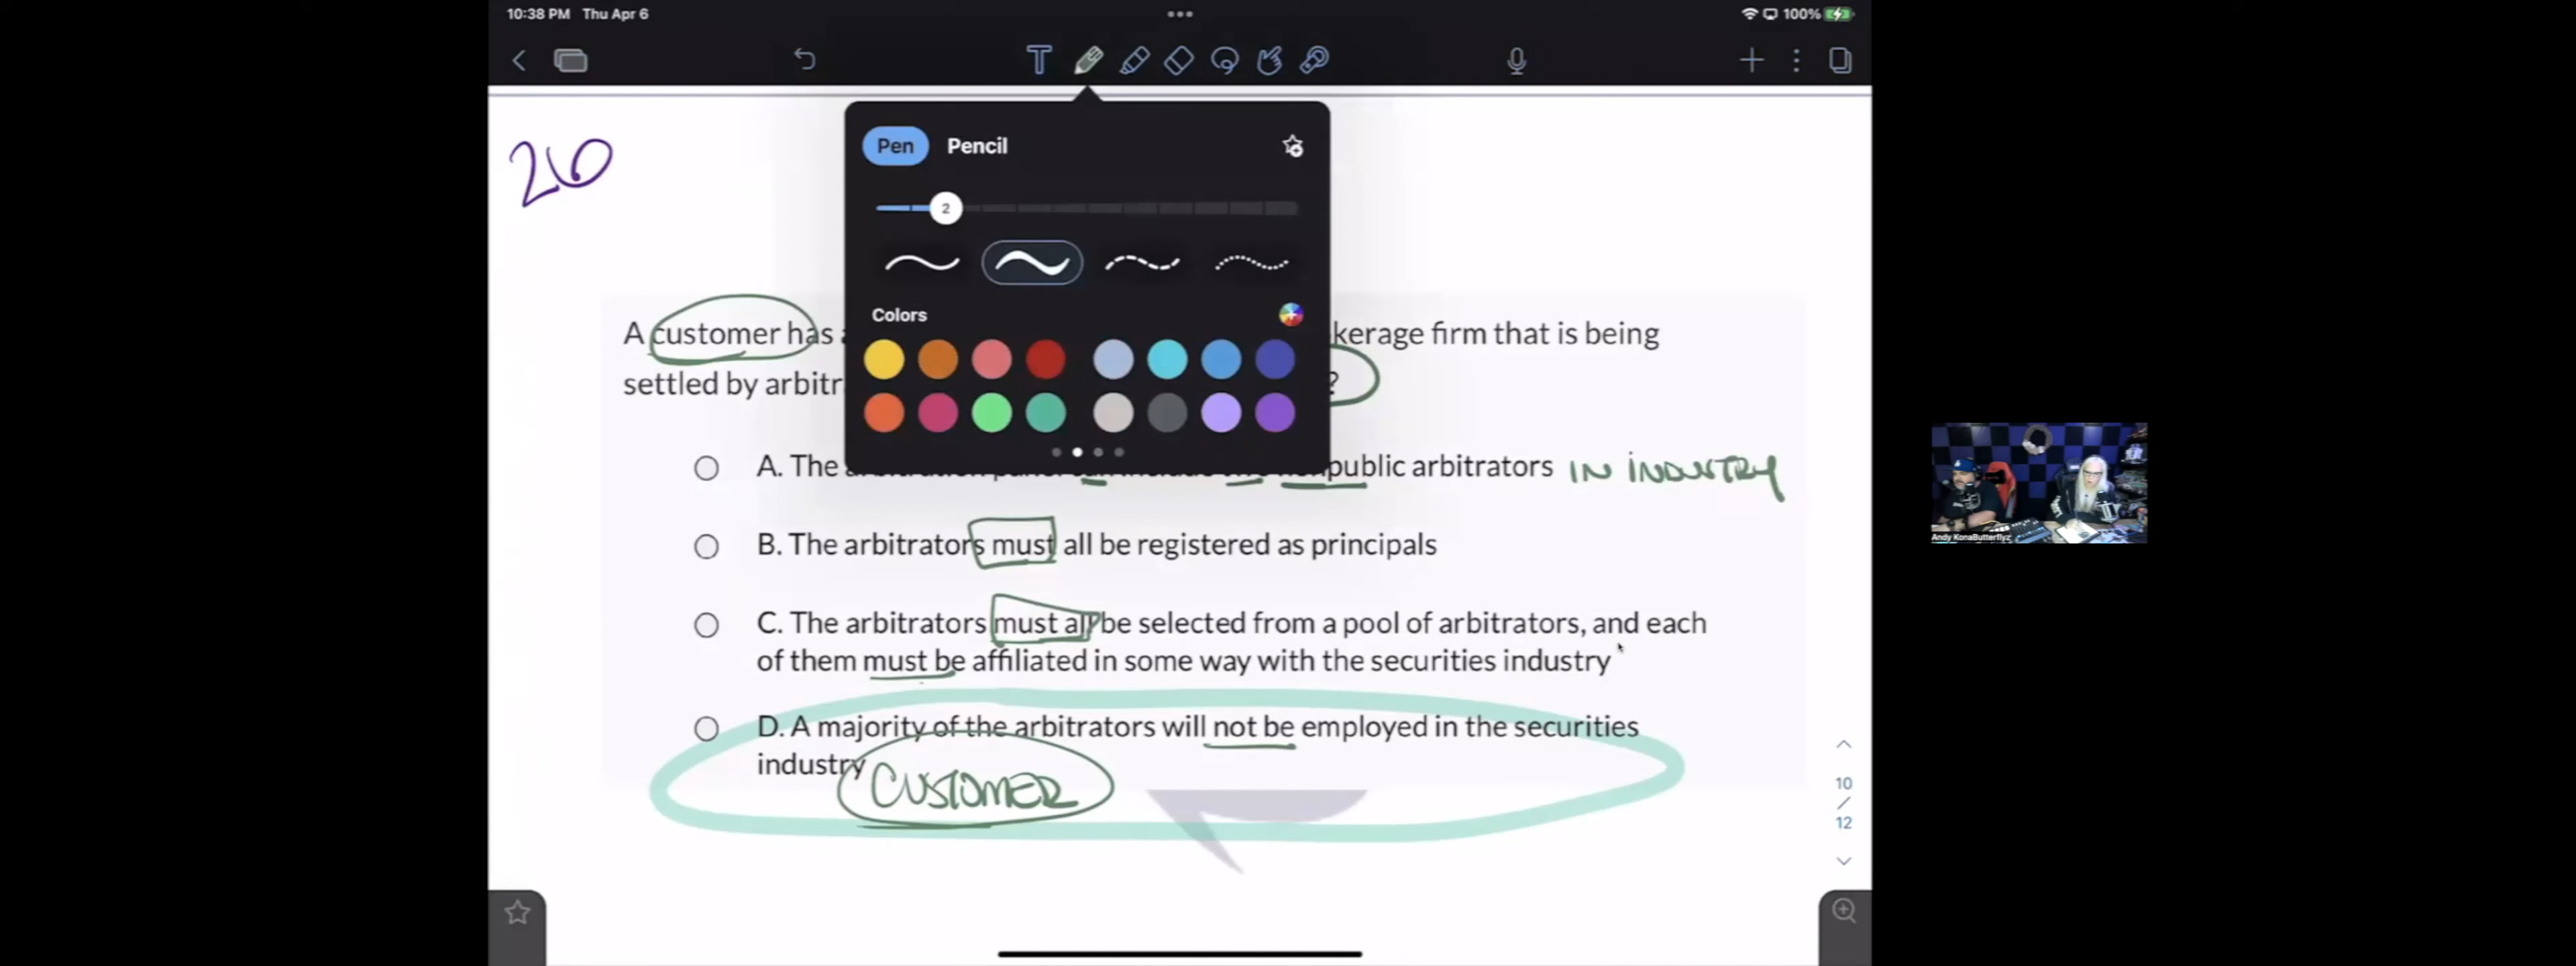 10:38 PM Thu Apr 6
100%
26
Pen Pencil
2
Colors
A customer has kerage firm that is being
settled by arbitr ?
A. The public arbitrators IN INDUSTRY
B. The arbitrators must all be registered as principals
C. The arbitrators must all be selected from a pool of arbitrators, and each
of them must be affiliated in some way with the securities industry
D. A majority of the arbitrators will not be employed in the securities
industry CUSTOMER
10
/
12
Andy KonaButterflyz